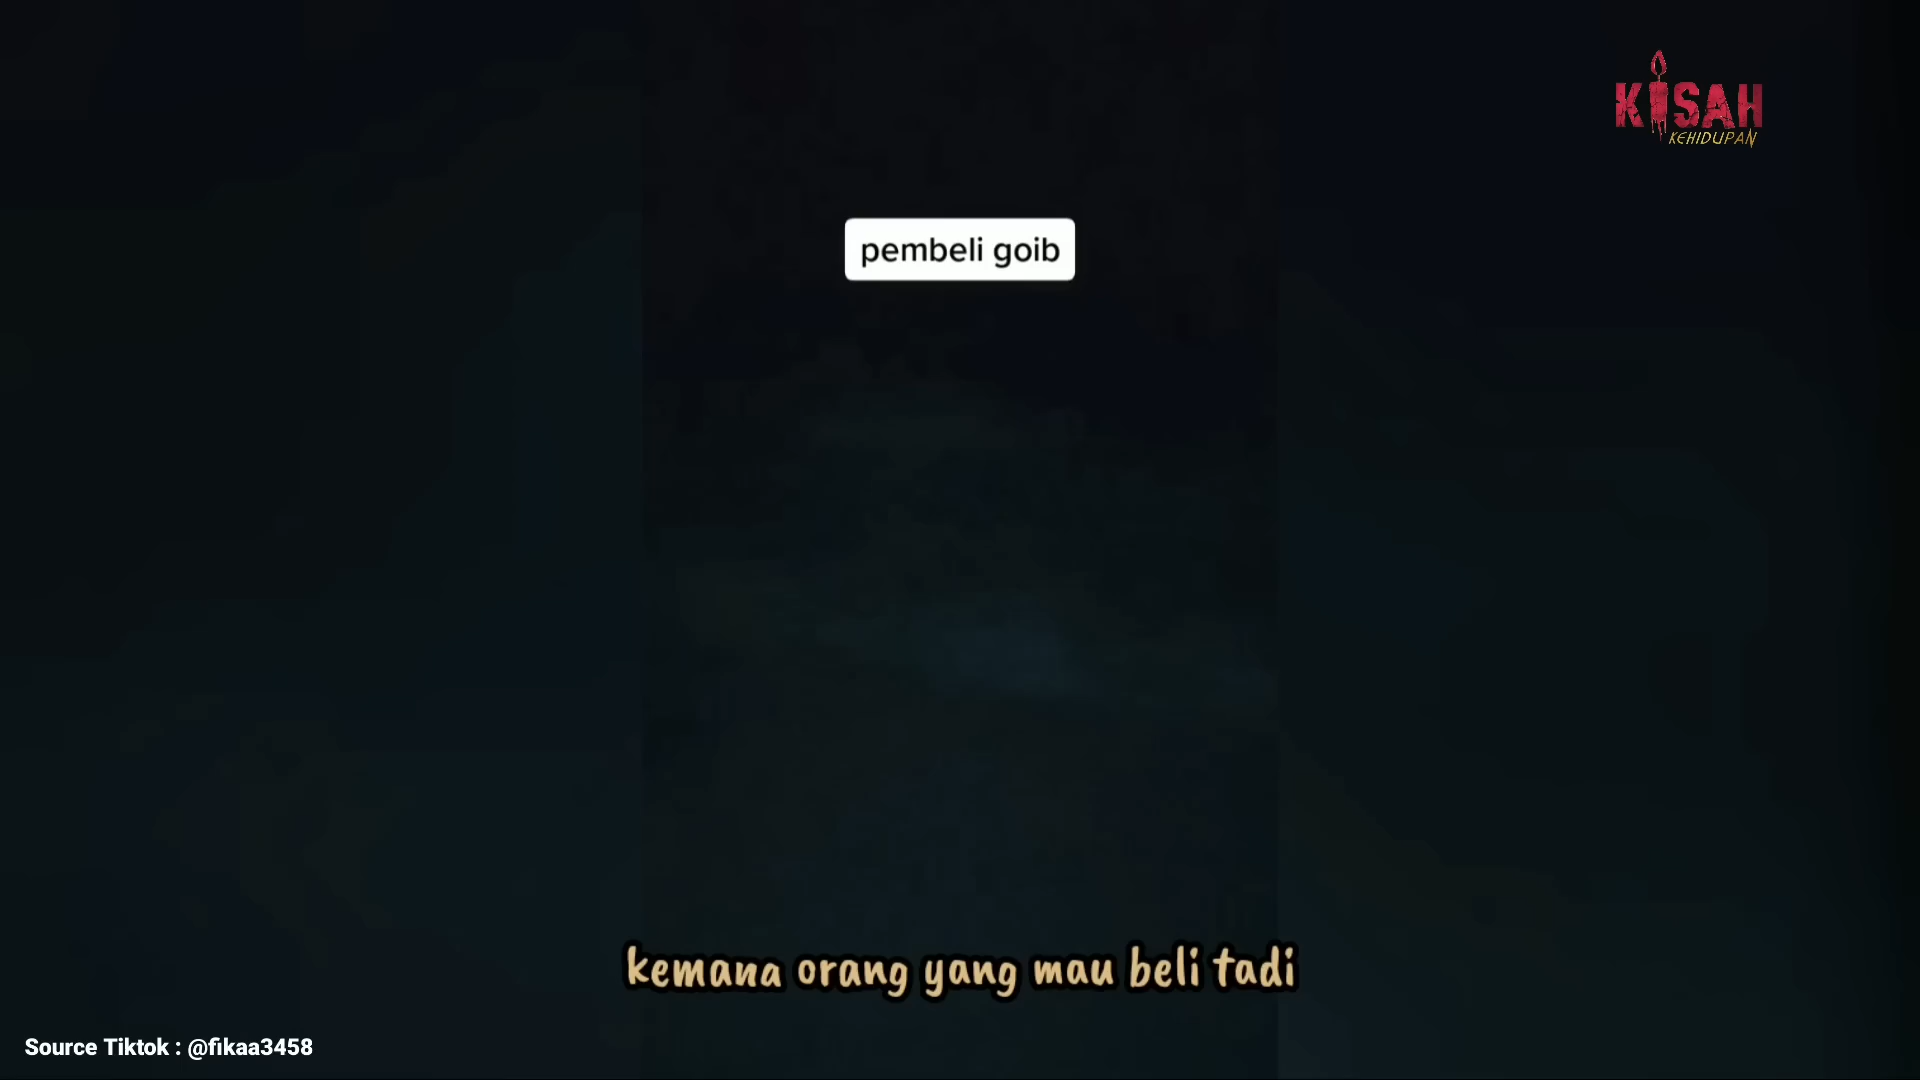 KISAH
KEHIDUPAN
pembeli goib
kemana orang yang mau beli tadi
Source Tiktok : @fikaa3458